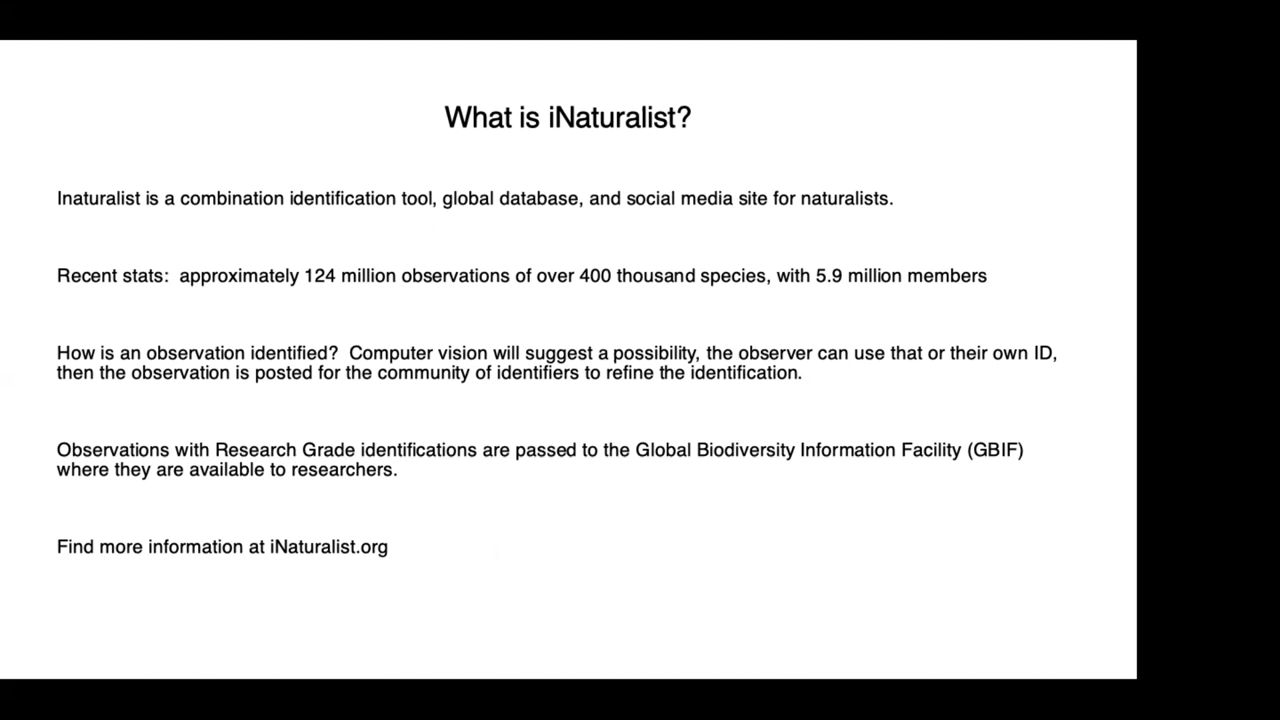 What is iNaturalist?
Inaturalist is a combination identification tool, global database, and social media site for naturalists.
Recent stats:  approximately 124 million observations of over 400 thousand species, with 5.9 million members
How is an observation identified?  Computer vision will suggest a possibility, the observer can use that or their own ID,
then the observation is posted for the community of identifiers to refine the identification.
Observations with Research Grade identifications are passed to the Global Biodiversity Information Facility (GBIF)
where they are available to researchers.
Find more information at iNaturalist.org